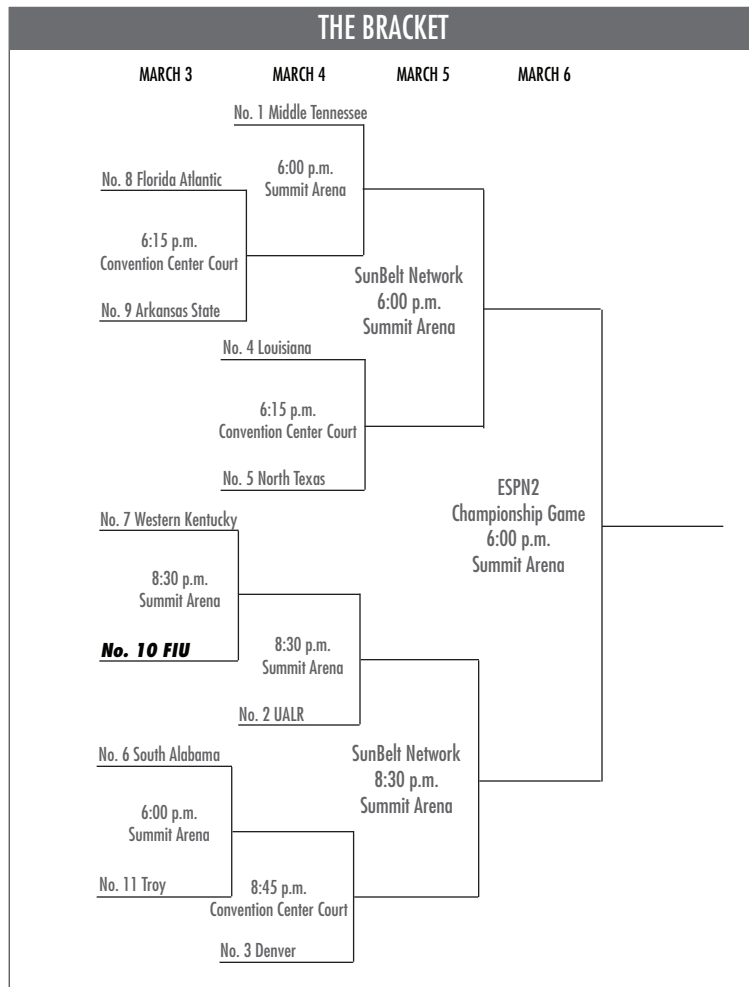 THE BRACKET
MARCH 3
MARCH 4
MARCH 5
MARCH 6
No. 1 Middle Tennessee
6:00 p.m.
Summit Arena
No. 8 Florida Atlantic
6:15 p.m.
Convention Center Court
No. 9 Arkansas State
SunBelt Network
6:00 p.m.
Summit Arena
No. 4 Louisiana
6:15 p.m.
Convention Center Court
No. 5 North Texas
ESPN2
Championship Game
6:00 p.m.
Summit Arena
No. 7 Western Kentucky
8:30 p.m.
Summit Arena
No. 10 FIU
8:30 p.m.
Summit Arena
No. 2 UALR
SunBelt Network
8:30 p.m.
Summit Arena
No. 6 South Alabama
6:00 p.m.
Summit Arena
No. 11 Troy
8:45 p.m.
Convention Center Court
No. 3 Denver